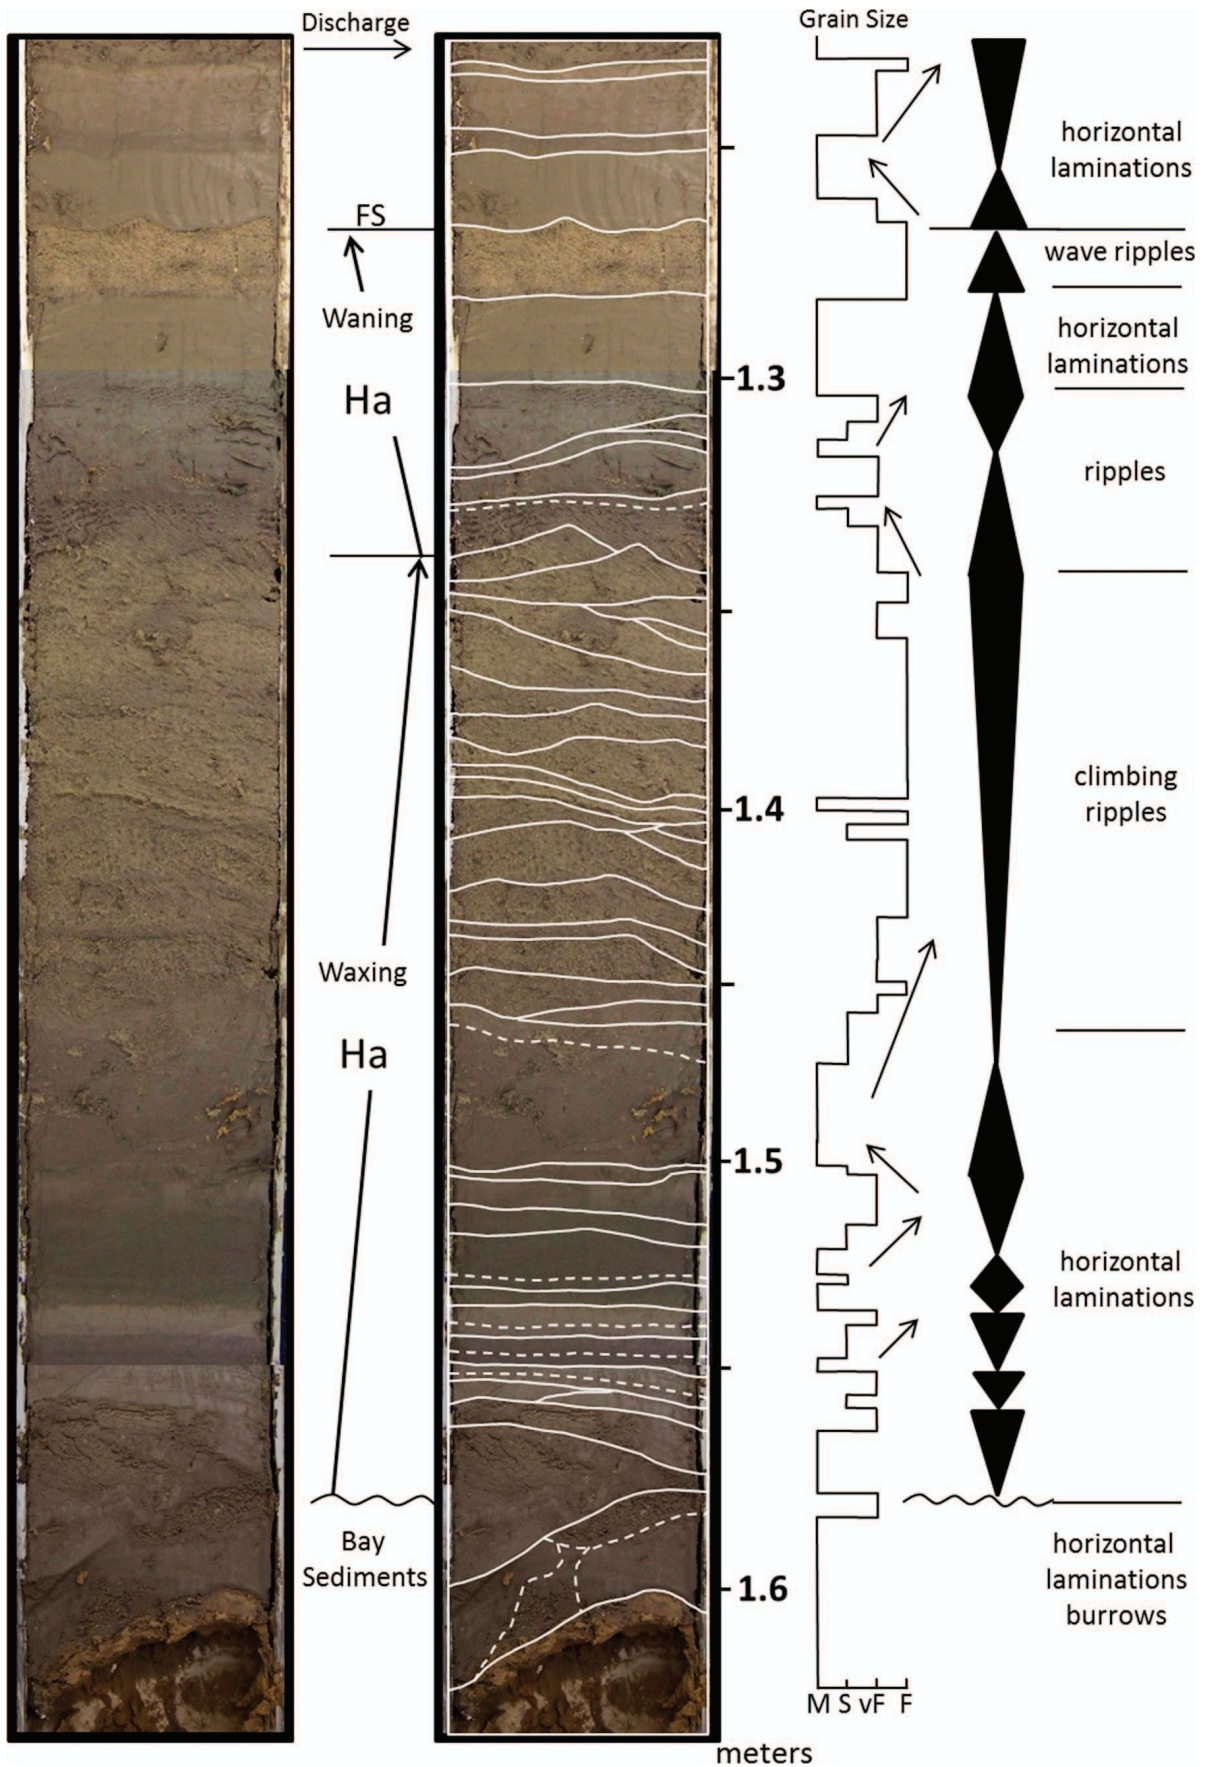 Discharge
Grain Size
horizontal
laminations
FS
wave ripples
Waning
horizontal
laminations
1.3
Ha
ripples
climbing
ripples
1.4
Waxing
Ha
1.5
horizontal
laminations
Bay
Sediments
horizontal
laminations
burrows
1.6
M S vF F
meters